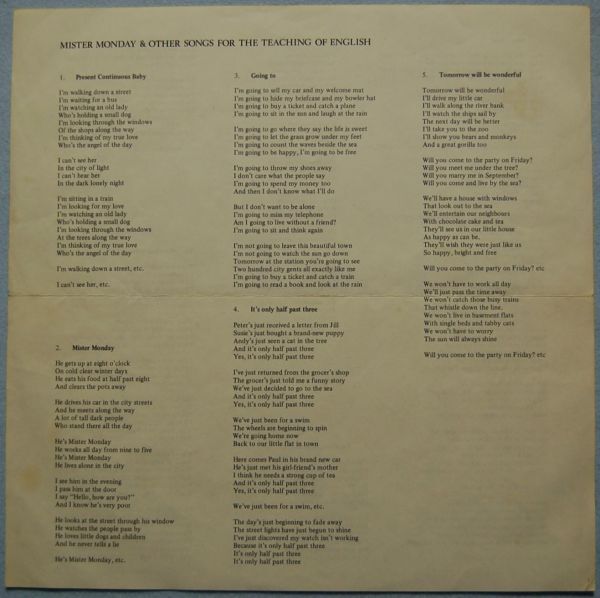 MISTER MONDAY & OTHER SONGS FOR THE TEACHING OF ENGLISH
1. Present Continuous Baby
I'm walking down a street
I'm waiting for a bus
I'm watching an old lady
Who's holding a small dog
I'm looking through the windows
Of the shops along the way
I'm thinking of my true love
Who's the angel of the day
I can't see her
In the city of light
I can't hear her
In the dark lonely night
I'm sitting in a train
I'm looking for my love
I'm watching an old lady
Who's holding a small dog
I'm looking through the windows
At the trees along the way
I'm thinking of my true love
Who's the angel of the day
I'm walking down a street, etc.
I can't see her, etc.
2. Mister Monday
He gets up at eight o'clock
On cold clear winter days
He eats his food at half past eight
And clears the pots away
He drives his car in the city streets
And he meets along the way
A lot of tall dark people
Who stand there all the day
He's Mister Monday
He works all day from nine to five
He's Mister Monday
He lives alone in the city
I see him in the evening
I pass him at the door
I say "Hello, how are you?"
And I know he's very poor
He looks at the street through his window
He watches the people pass by
He loves little dogs and children
And he never tells a lie
He's Mister Monday, etc.
3. Going to
I'm going to sell my car and my welcome mat
I'm going to hide my briefcase and my bowler hat
I'm going to buy a ticket and catch a plane
I'm going to sit in the sun and laugh at the rain
I'm going to go where they say the life is sweet
I'm going to let the grass grow under my feet
I'm going to count the waves beside the sea
I'm going to be happy, I'm going to be free
I'm going to throw my shoes away
I don't care what the people say
I'm going to spend my money too
And then I don't know what I'll do
But I don't want to be alone
I'm going to miss my telephone
Am I going to live without a friend?
I'm going to sit and think again
I'm not going to leave this beautiful town
I'm not going to watch the sun go down
Tomorrow at the station you're going to see
Two hundred city gents all exactly like me
I'm going to buy a ticket and catch a train
I'm going to read a book and look at the rain
4. It's only half past three
Peter's just received a letter from Jill
Susie's just bought a brand-new puppy
Andy's just seen a cat in the tree
And it's only half past three
Yes, it's only half past three
I've just returned from the grocer's shop
The grocer's just told me a funny story
We've just decided to go to the sea
And it's only half past three
Yes, it's only half past three
We've just been for a swim
The wheels are beginning to spin
We're going home now
Back to our little flat in town
Here comes Paul in his brand new car
He's just met his girl-friend's mother
I think he needs a strong cup of tea
And it's only half past three
Yes, it's only half past three
We've just been for a swim, etc.
The day's just beginning to fade away
The street lights have just begun to shine
I've just discovered my watch isn't working
Because it's only half past three
It's only half past three
It's only half past three
5. Tomorrow will be wonderful
Tomorrow will be wonderful
I'll drive my little car
I'll walk along the river bank
I'll watch the ships sail by
The next day will be better
I'll take you to the zoo
I'll show you bears and monkeys
And a great gorilla too
Will you come to the party on Friday?
Will you meet me under the tree?
Will you marry me in September?
Will you come and live by the sea?
We'll have a house with windows
That look out to the sea
We'll entertain our neighbours
With chocolate cake and tea
They'll see us in our little house
As happy as can be.
They'll wish they were just like us
So happy, bright and free
Will you come to the party on Friday? etc
We won't have to work all day
We'll just pass the time away
We won't catch those busy trains
That whistle down the line.
We won't live in basement flats
With single beds and tabby cats
We won't have to worry
The sun will always shine
Will you come to the party on Friday? etc